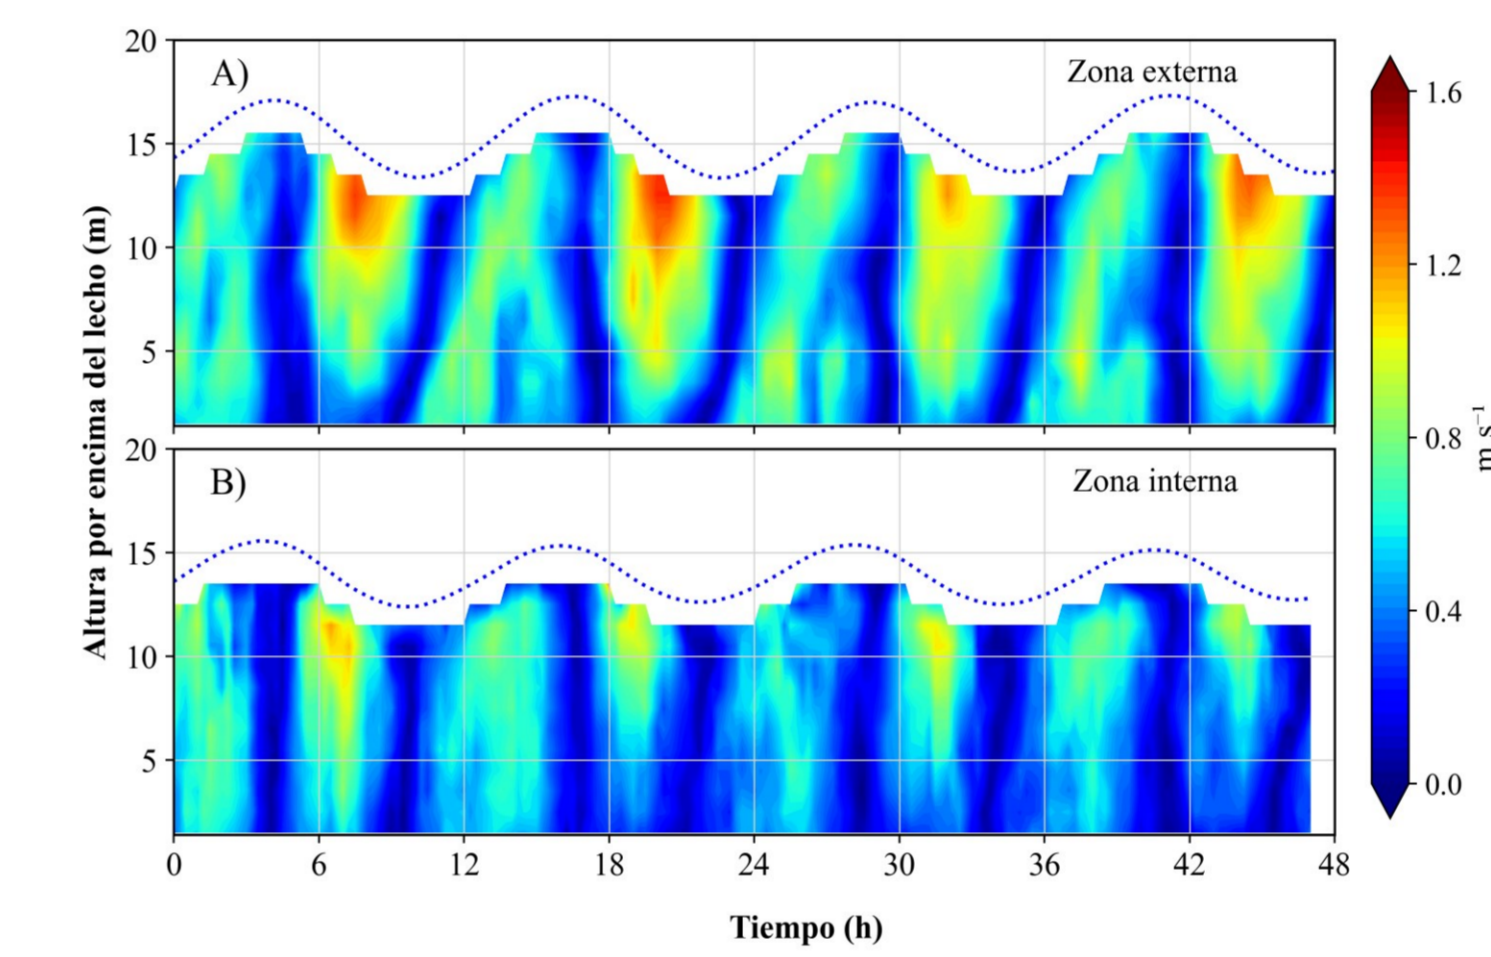 20
A)
Zona externa
15
10
5
20
B)
Zona interna
15
10
5
0 6 12 18 24 30 36 42 48
Tiempo (h)
Altura por encima del lecho (m)
1.6
1.2
0.8
0.4
0.0
m s⁻¹